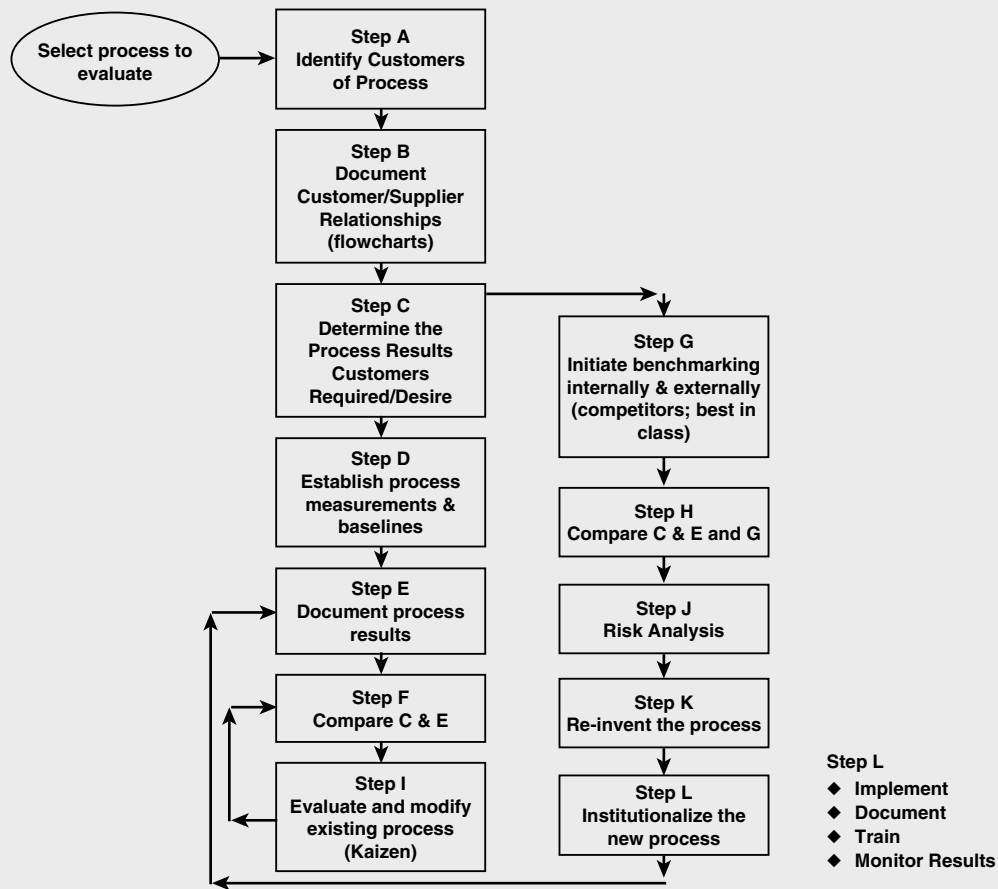 Select process to
evaluate
Step A
Identify Customers
of Process
Step B
Document
Customer/Supplier
Relationships
(flowcharts)
Step C
Determine the
Process Results
Customers
Required/Desire
Step D
Establish process
measurements &
baselines
Step E
Document process
results
Step F
Compare C & E
Step I
Evaluate and modify
existing process
(Kaizen)
Step G
Initiate benchmarking
internally & externally
(competitors; best in
class)
Step H
Compare C & E and G
Step J
Risk Analysis
Step K
Re-invent the process
Step L
Institutionalize the
new process
Step L
◆ Implement
◆ Document
◆ Train
◆ Monitor Results